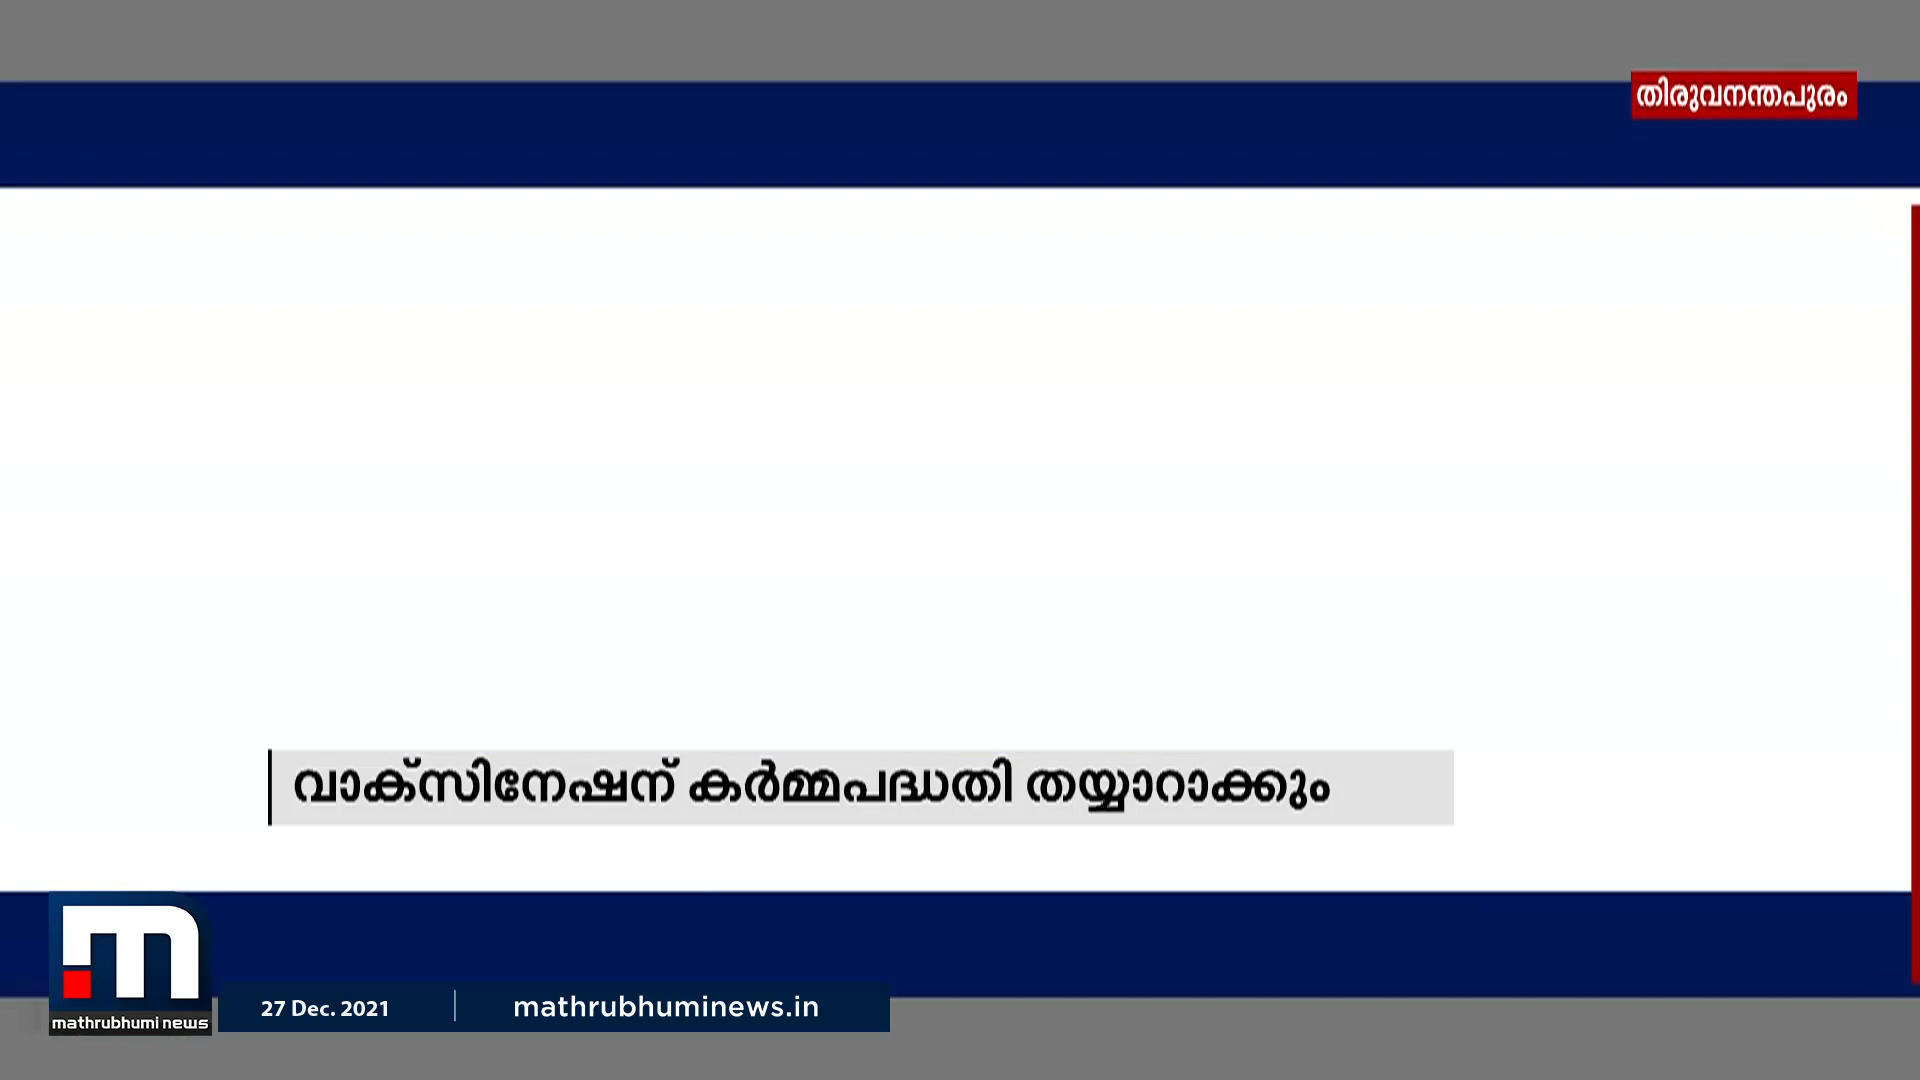 തിരുവനന്തപുരം
വാക്സിനേഷന് കർമ്മപദ്ധതി തയ്യാറാക്കും
mathrubhumi news
27 Dec. 2021
mathrubhuminews.in